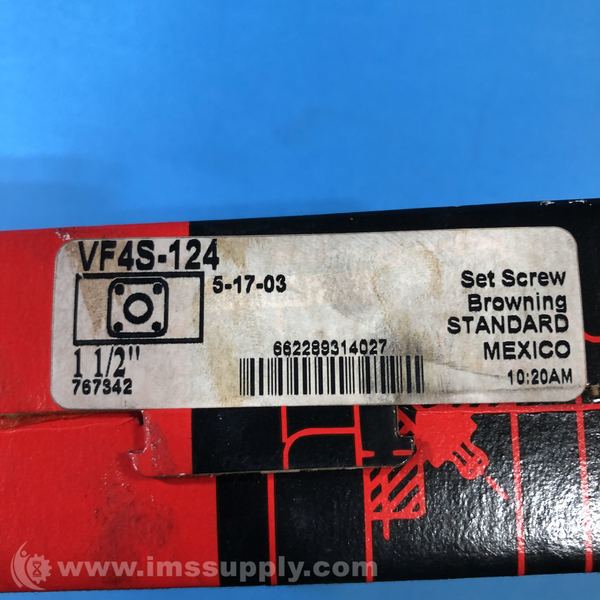 VF4S-124
5-17-03
1 1/2"
767342
662289314027
Set Screw
Browning
STANDARD
MEXICO
10:20AM
www.imssupply.com